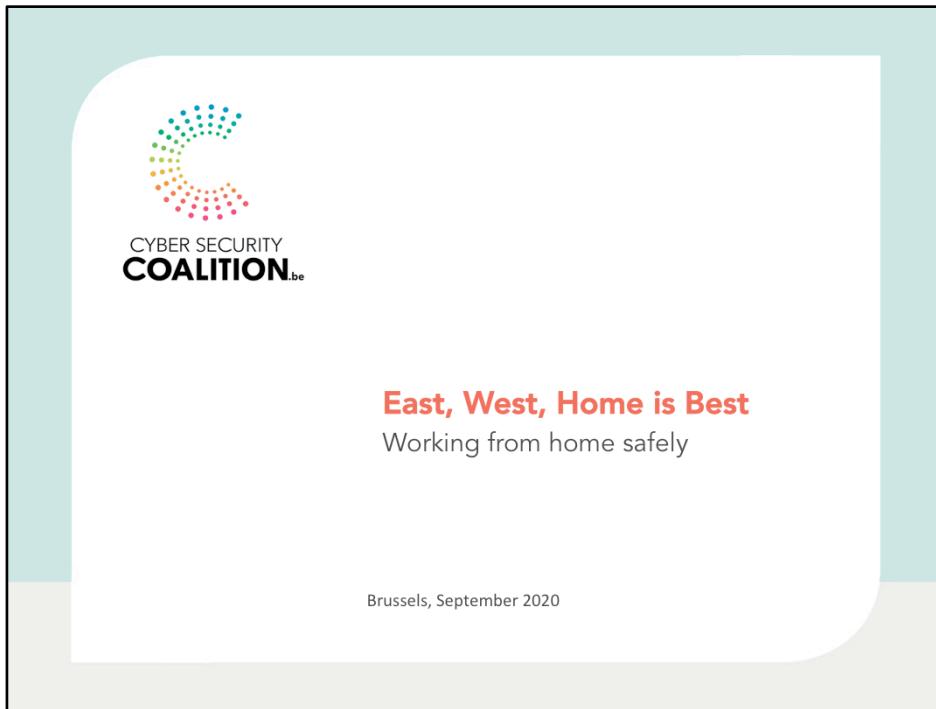 CYBER SECURITY
COALITION.be
East, West, Home is Best
Working from home safely
Brussels, September 2020